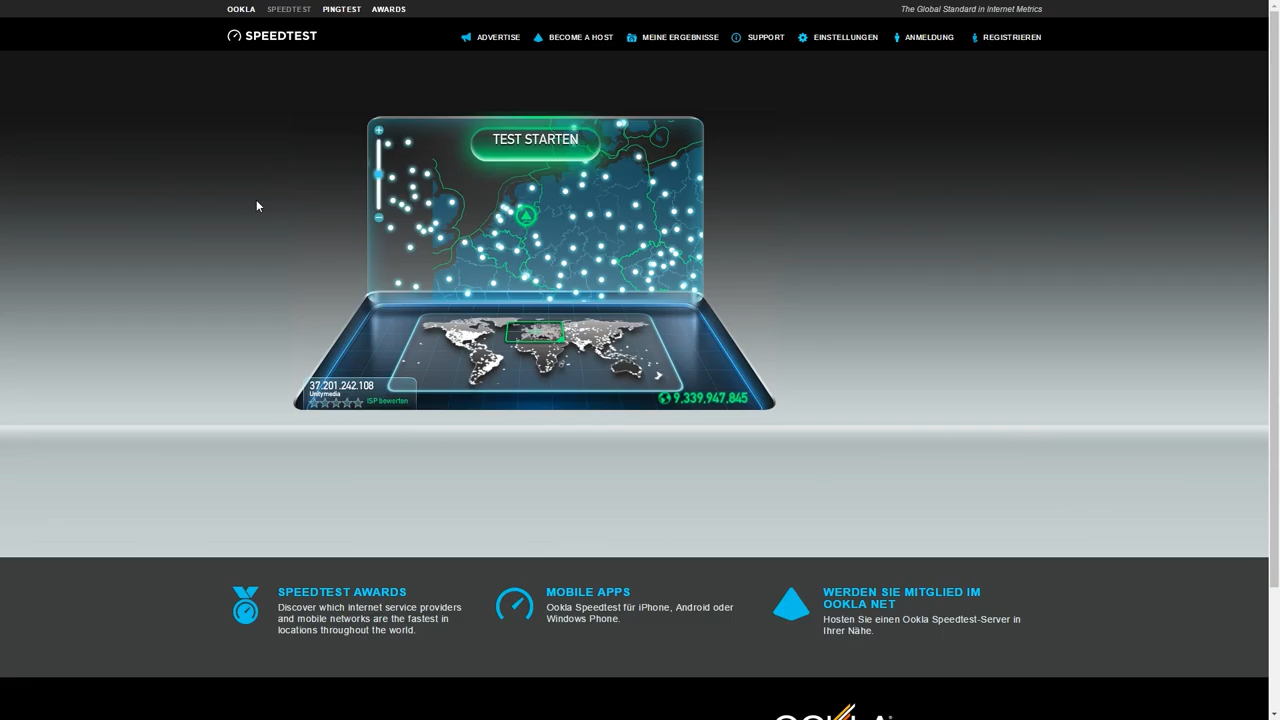 OOKLA SPEEDTEST PINGTEST AWARDS The Global Standard in Internet Metrics
SPEEDTEST ADVERTISE BECOME A HOST MEINE ERGEBNISSE SUPPORT EINSTELLUNGEN ANMELDUNG REGISTRIEREN
TEST STARTEN
37.201.242.108
Unitymedia
ISP bewerten
9,339,947,845
SPEEDTEST AWARDS
Discover which internet service providers
and mobile networks are the fastest in
locations throughout the world.
MOBILE APPS
Ookla Speedtest für iPhone, Android oder
Windows Phone.
WERDEN SIE MITGLIED IM
OOKLA NET
Hosten Sie einen Ookla Speedtest-Server in
Ihrer Nähe.
OOKLA